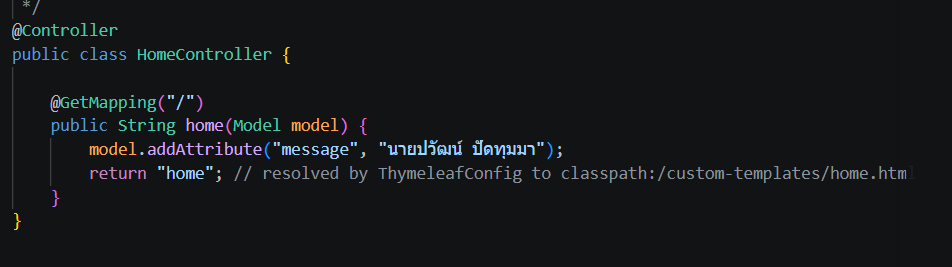 */
@Controller
public class HomeController {
@GetMapping("/")
public String home(Model model) {
model.addAttribute("message", "นายปวัฒน์ ปัดทุมมา");
return "home"; // resolved by ThymeleafConfig to classpath:/custom-templates/home.html
}
}